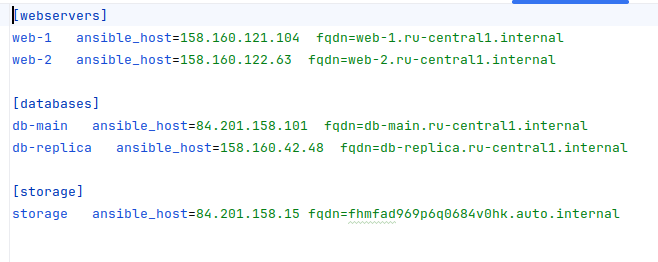 [webservers]
web-1   ansible_host=158.160.121.104  fqdn=web-1.ru-central1.internal
web-2   ansible_host=158.160.122.63  fqdn=web-2.ru-central1.internal
[databases]
db-main   ansible_host=84.201.158.101  fqdn=db-main.ru-central1.internal
db-replica   ansible_host=158.160.42.48  fqdn=db-replica.ru-central1.internal
[storage]
storage   ansible_host=84.201.158.15 fqdn=fhmfad969p6q0684v0hk.auto.internal